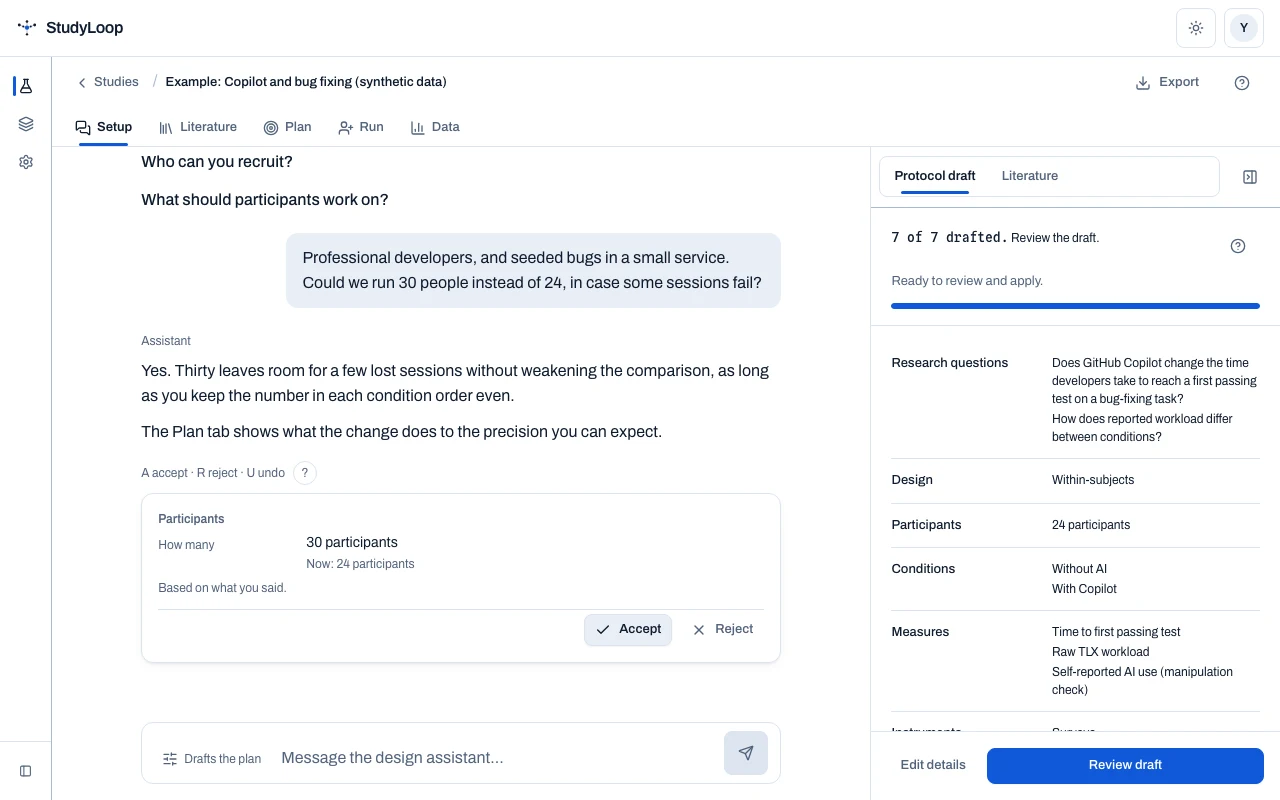 StudyLoop
Y
Studies / Example: Copilot and bug fixing (synthetic data)
Export
Setup
Literature
Plan
Run
Data
Who can you recruit?
What should participants work on?
Professional developers, and seeded bugs in a small service.
Could we run 30 people instead of 24, in case some sessions fail?
Assistant
Yes. Thirty leaves room for a few lost sessions without weakening the comparison, as long
as you keep the number in each condition order even.
The Plan tab shows what the change does to the precision you can expect.
A accept · R reject · U undo ?
Participants
How many
30 participants
Now: 24 participants
Based on what you said.
Accept
Reject
Drafts the plan
Message the design assistant...
Protocol draft
Literature
7 of 7 drafted. Review the draft.
Ready to review and apply.
Research questions
Does GitHub Copilot change the time
developers take to reach a first passing
test on a bug-fixing task?
How does reported workload differ
between conditions?
Design
Within-subjects
Participants
24 participants
Conditions
Without AI
With Copilot
Measures
Time to first passing test
Raw TLX workload
Self-reported AI use (manipulation
check)
Instruments
Surveys
Edit details
Review draft